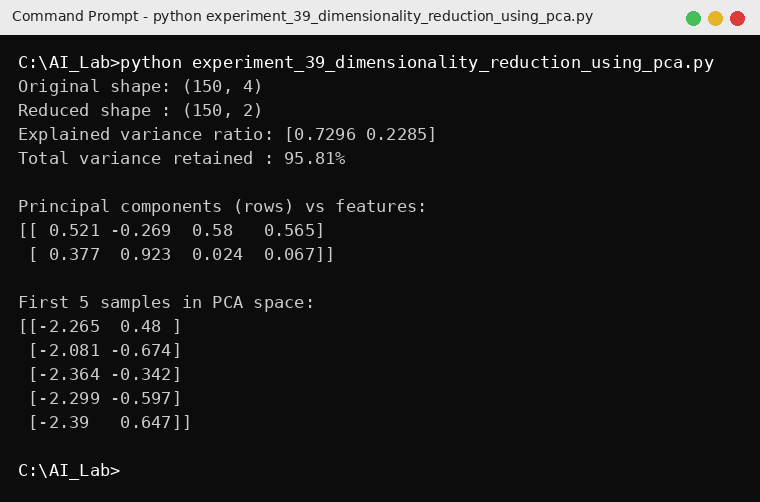 Command Prompt - python experiment_39_dimensionality_reduction_using_pca.py
C:\AI_Lab>python experiment_39_dimensionality_reduction_using_pca.py
Original shape: (150, 4)
Reduced shape : (150, 2)
Explained variance ratio: [0.7296 0.2285]
Total variance retained : 95.81%
Principal components (rows) vs features:
[[ 0.521 -0.269  0.58   0.565]
 [ 0.377  0.923  0.024  0.067]]
First 5 samples in PCA space:
[[-2.265  0.48 ]
 [-2.081 -0.674]
 [-2.364 -0.342]
 [-2.299 -0.597]
 [-2.39   0.647]]
C:\AI_Lab>